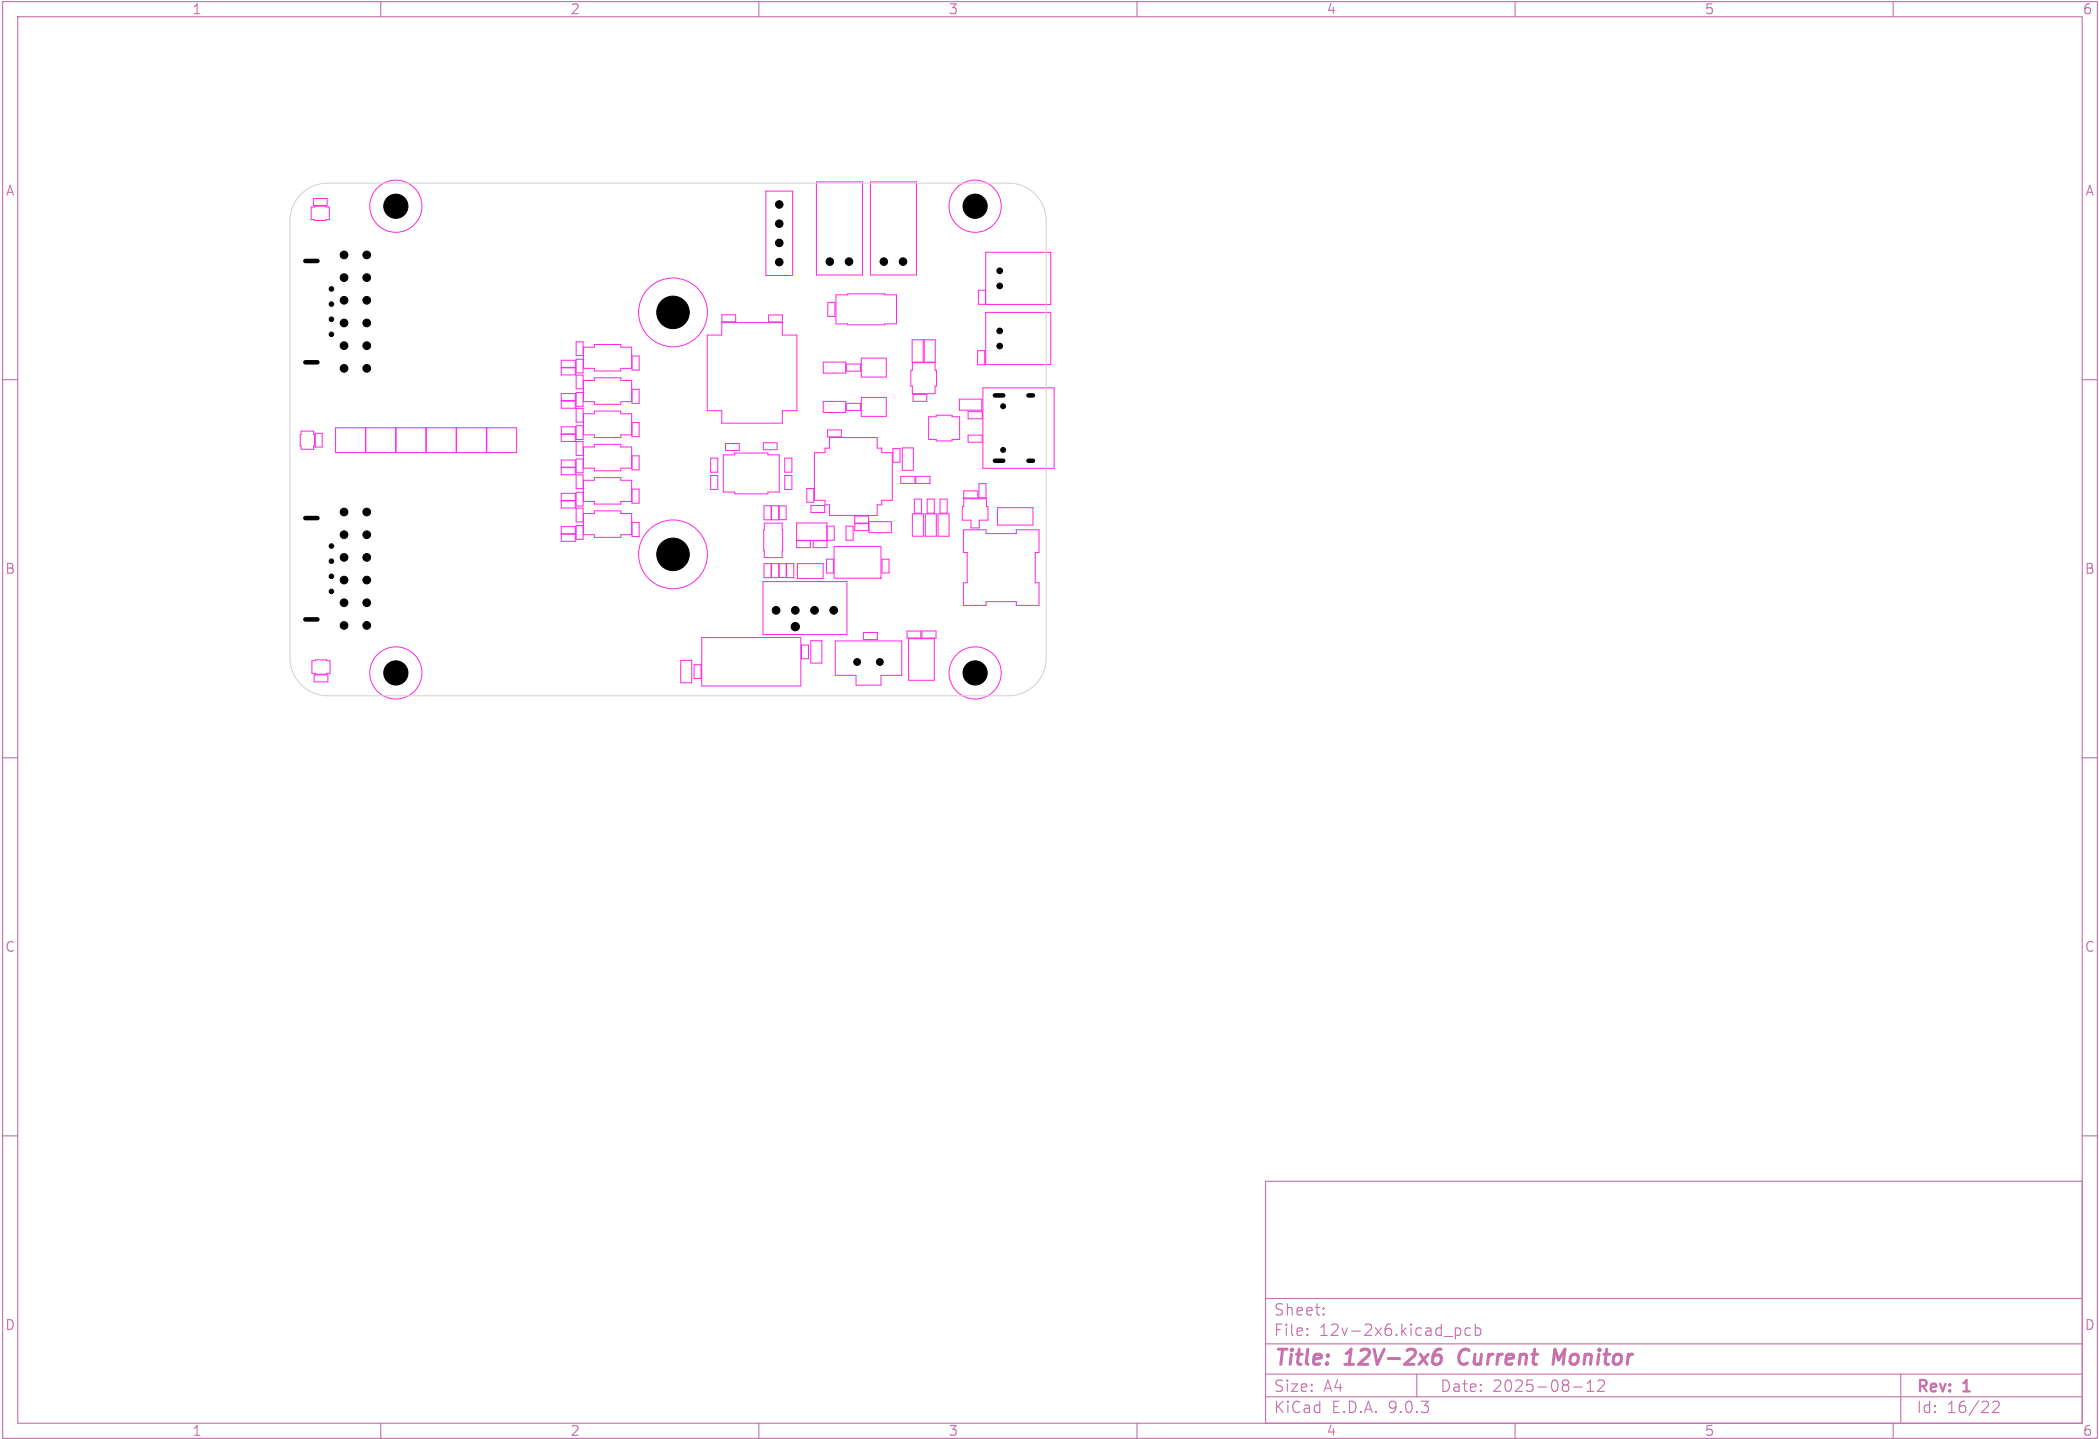 1 2 3 4 5 6
A A
B B
C C
D D
Sheet:
File: 12v-2x6.kicad_pcb
Title: 12V-2x6 Current Monitor
Size: A4 Date: 2025-08-12 Rev: 1
KiCad E.D.A. 9.0.3 Id: 16/22
1 2 3 4 5 6